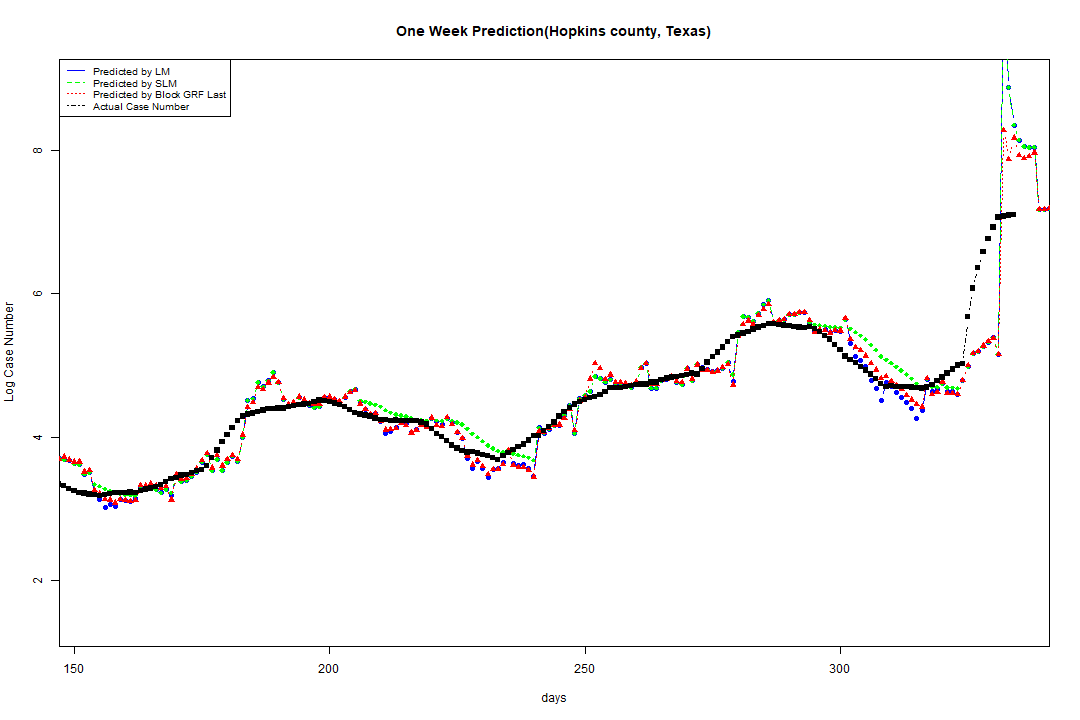 One Week Prediction(Hopkins county, Texas)
Predicted by LM
Predicted by SLM
Predicted by Block GRF Last
Actual Case Number
8
6
4
2
Log Case Number
150 200 250 300
days